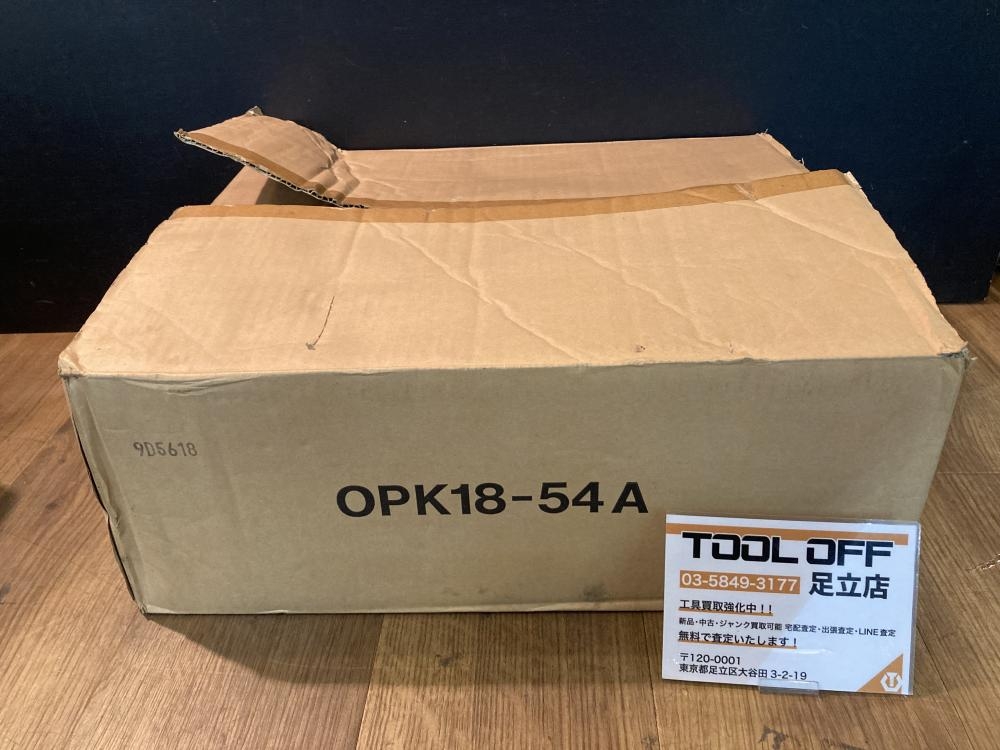 9D5618
OPK18-54A
TOOL OFF
03-5849-3177 足立店
工具買取強化中！！
新品・中古・ジャンク買取可能 宅配査定・出張査定・LINE査定
無料で査定いたします！
〒120-0001
東京都足立区大谷田 3-2-19